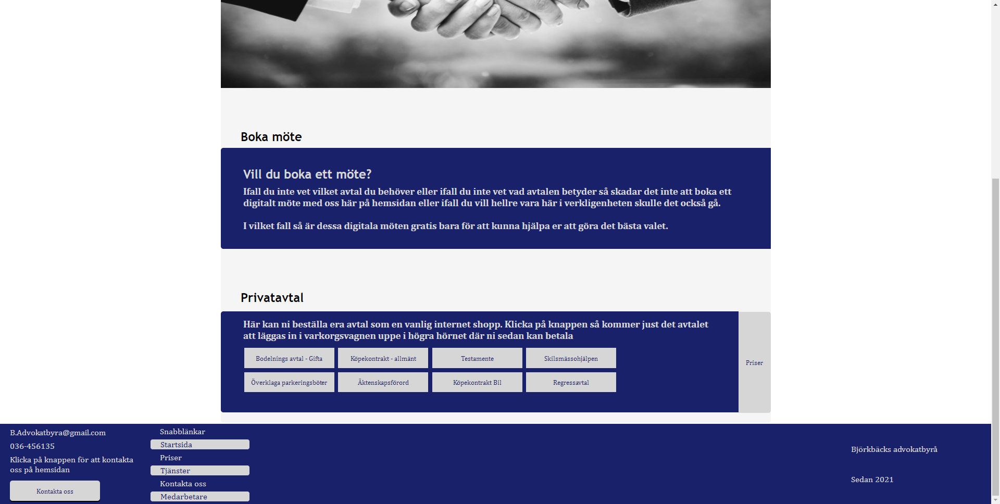 Boka möte
Vill du boka ett möte?
Ifall du inte vet vilket avtal du behöver eller ifall du inte vet vad avtalen betyder så skadar det inte att boka ett
digitalt möte med oss här på hemsidan eller ifall du vill hellre vara här i verkligenheten skulle det också gå.
I vilket fall så är dessa digitala möten gratis bara för att kunna hjälpa er att göra det bästa valet.
Privatavtal
Här kan ni beställa era avtal som en vanlig internet shopp. Klicka på knappen så kommer just det avtalet
att läggas in i varkorgsvagnen uppe i högra hörnet där ni sedan kan betala
Bodelnings avtal - Gifta
Köpekontrakt - allmänt
Testamente
Skilsmässohjälpen
Överklaga parkeringsböter
Äktenskapsförord
Köpekontrakt Bil
Regressavtal
Priser
B.Advokatbyra@gmail.com
036-456135
Klicka på knappen för att kontakta
oss på hemsidan
Kontakta oss
Snabblänkar
Startsida
Priser
Tjänster
Kontakta oss
Medarbetare
Björkbäcks advokatbyrå
Sedan 2021